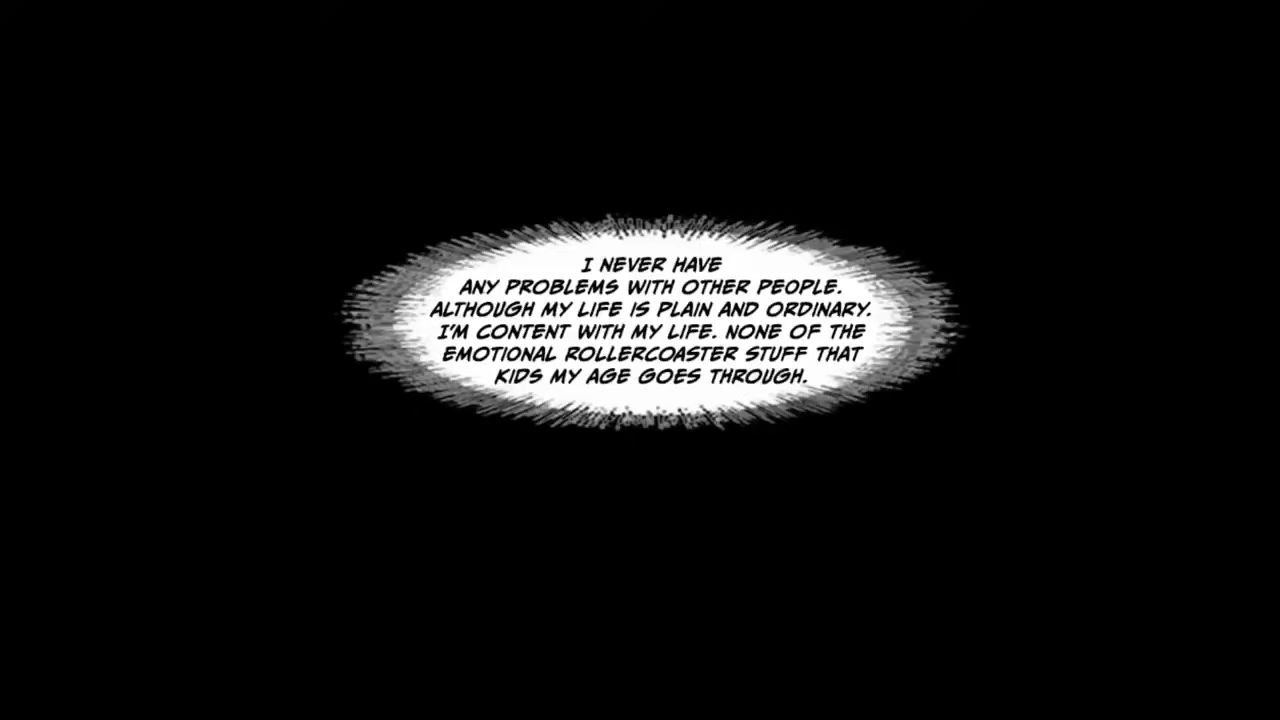 I NEVER HAVE
ANY PROBLEMS WITH OTHER PEOPLE.
ALTHOUGH MY LIFE IS PLAIN AND ORDINARY.
I'M CONTENT WITH MY LIFE. NONE OF THE
EMOTIONAL ROLLERCOASTER STUFF THAT
KIDS MY AGE GOES THROUGH.